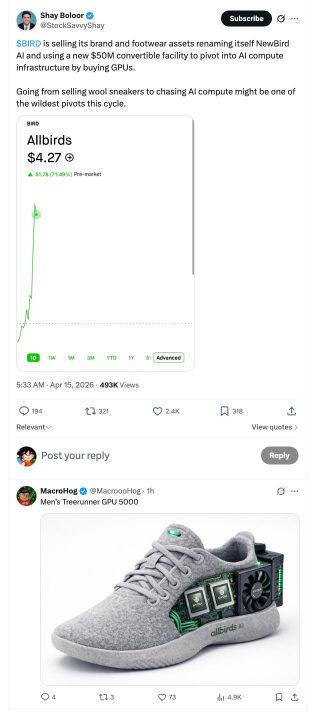 Shay Boloor
@StockSavvyShay
Subscribe
$BIRD is selling its brand and footwear assets renaming itself NewBird
AI and using a new $50M convertible facility to pivot into AI compute
infrastructure by buying GPUs.
Going from selling wool sneakers to chasing AI compute might be one of
the wildest pivots this cycle.
BIRD
Allbirds
$4.27
▲ $1.78 (71.49%) Pre-market
1D 1W 1M 3M YTD 1Y 5 Advanced
5:33 AM · Apr 15, 2026 · 493K Views
194 321 2.4K 318
Relevant View quotes
Post your reply Reply
MacroHog @MacroooHog · 1h
Men's Treerunner GPU 5000
allbirds AI
4 3 73 4.9K